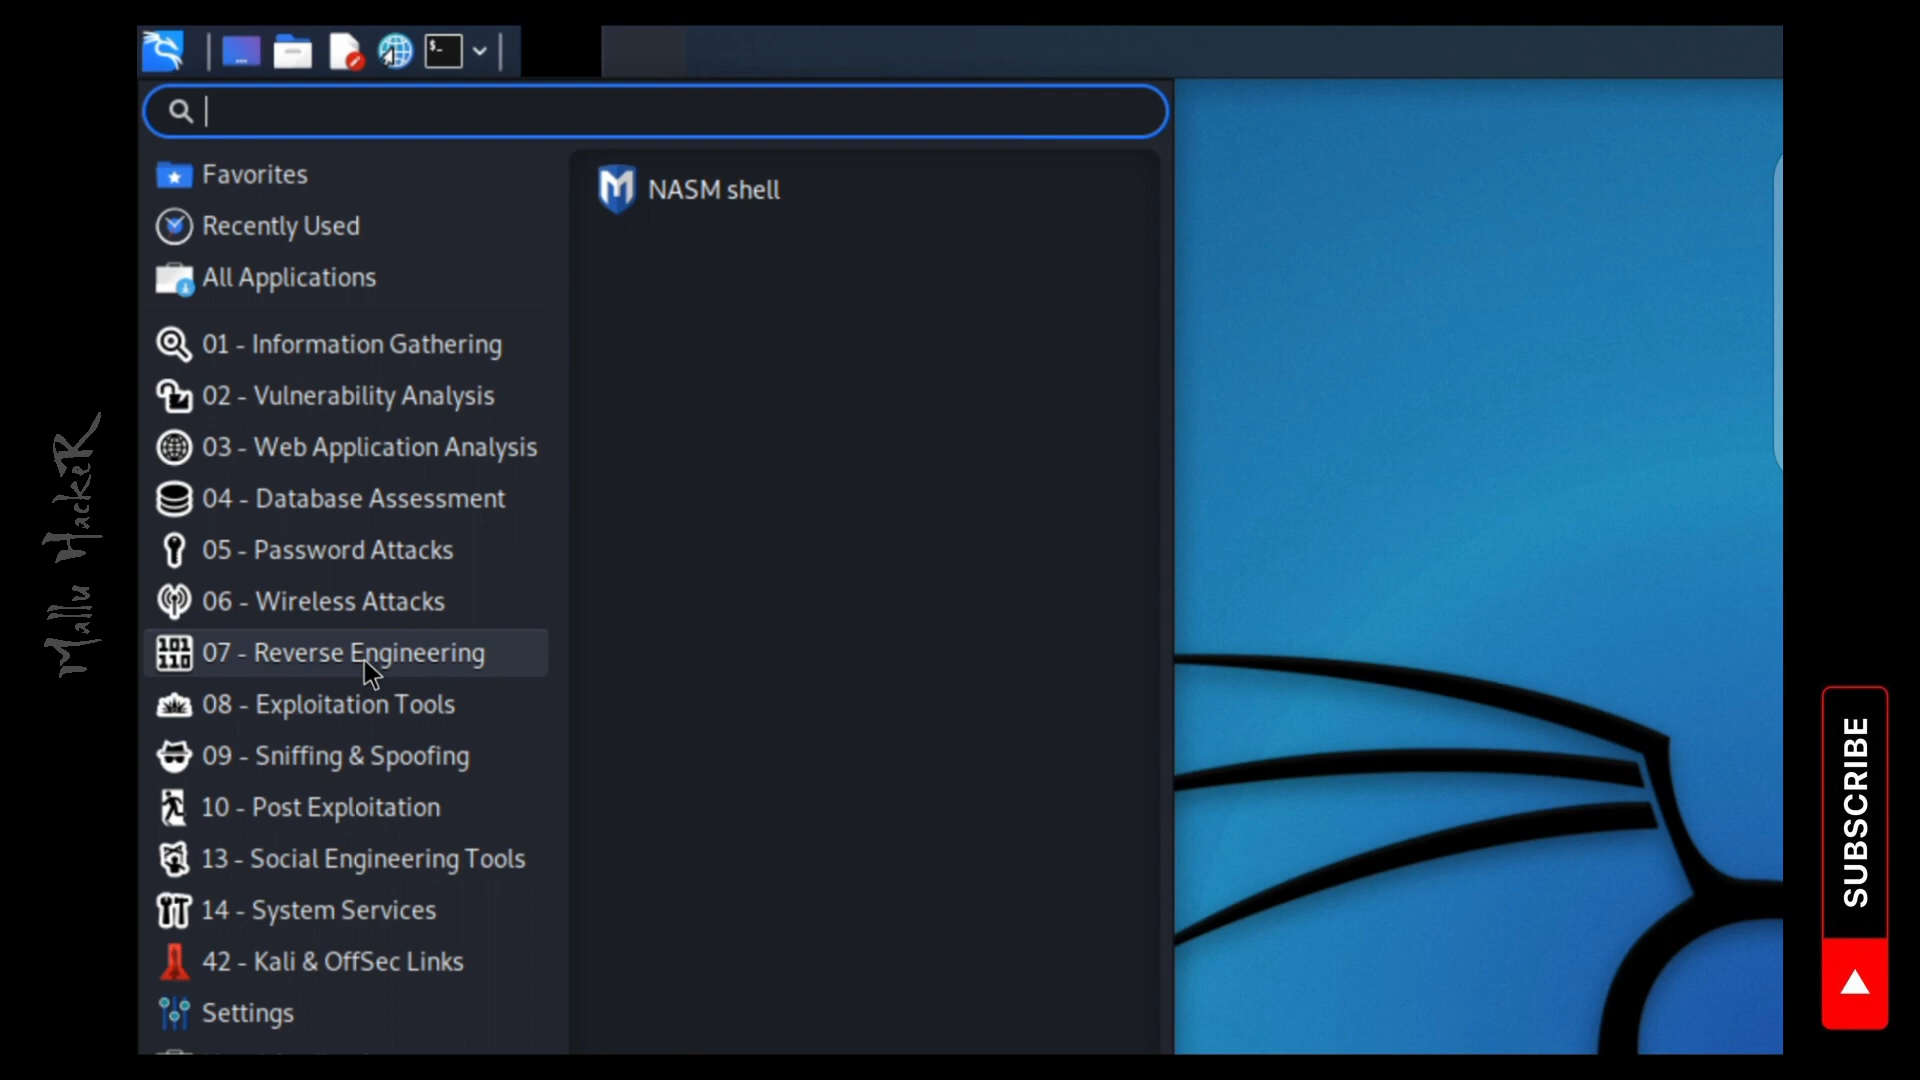 $-
Favorites
NASM shell
Recently Used
All Applications
01 - Information Gathering
02 - Vulnerability Analysis
03 - Web Application Analysis
04 - Database Assessment
05 - Password Attacks
06 - Wireless Attacks
101
110
07 - Reverse Engineering
08 - Exploitation Tools
09 - Sniffing & Spoofing
10 - Post Exploitation
13 - Social Engineering Tools
14 - System Services
42 - Kali & OffSec Links
Settings
Mallu HackeR
SUBSCRIBE